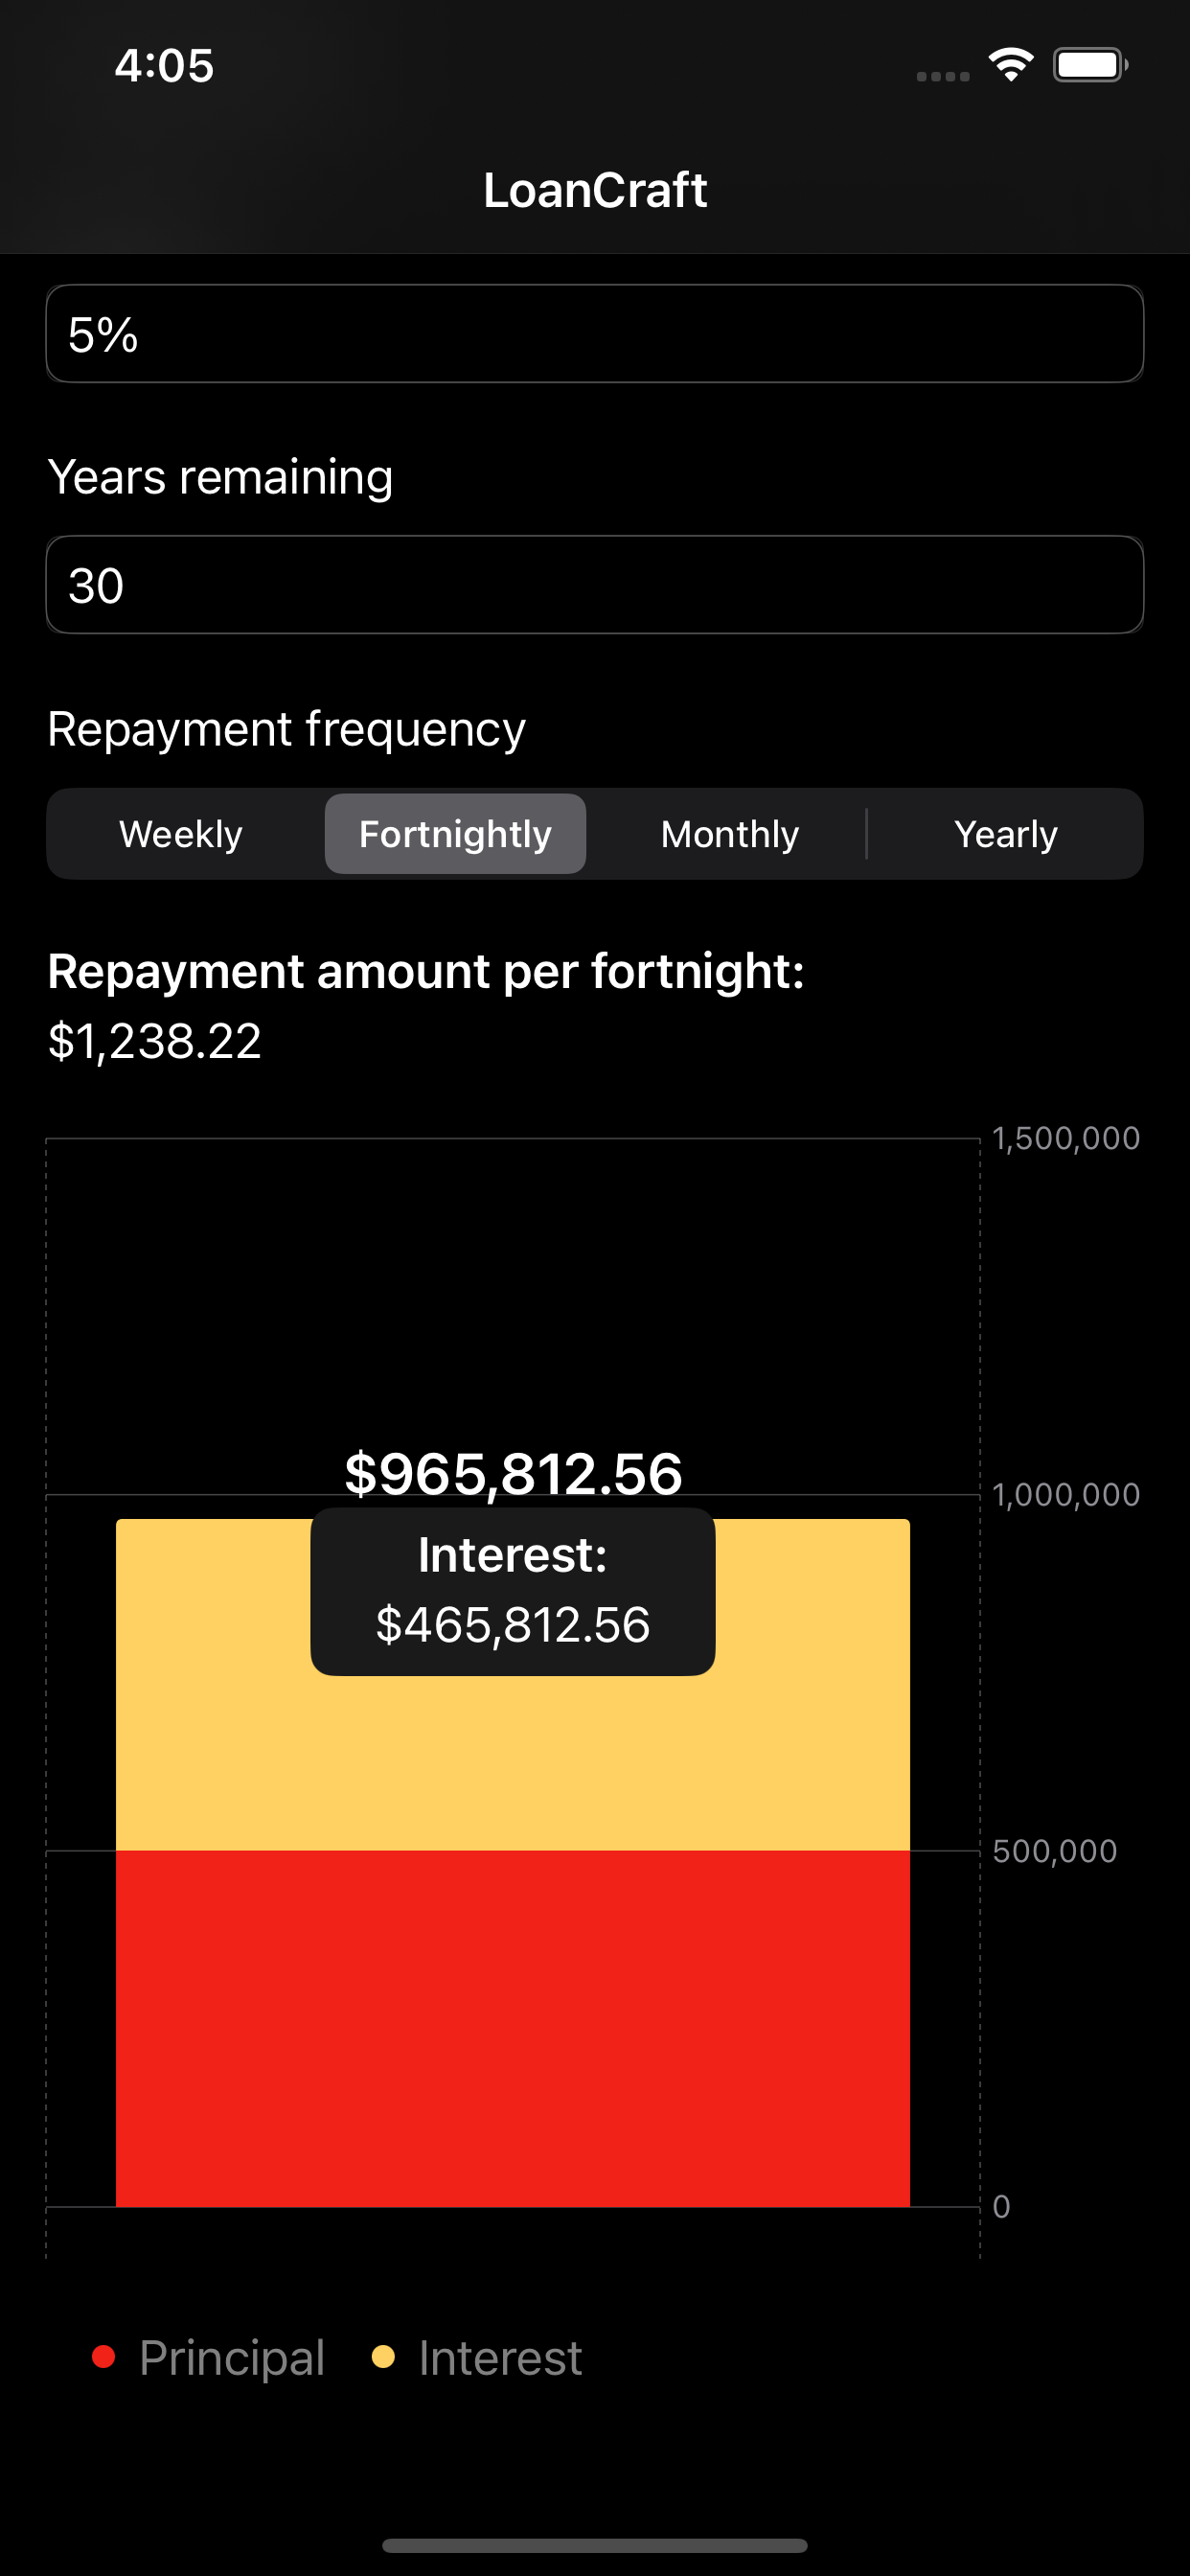 4:05
LoanCraft
5%
Years remaining
30
Repayment frequency
Weekly Fortnightly Monthly Yearly
Repayment amount per fortnight:
$1,238.22
1,500,000
$965,812.56
1,000,000
Interest:
$465,812.56
500,000
0
Principal Interest